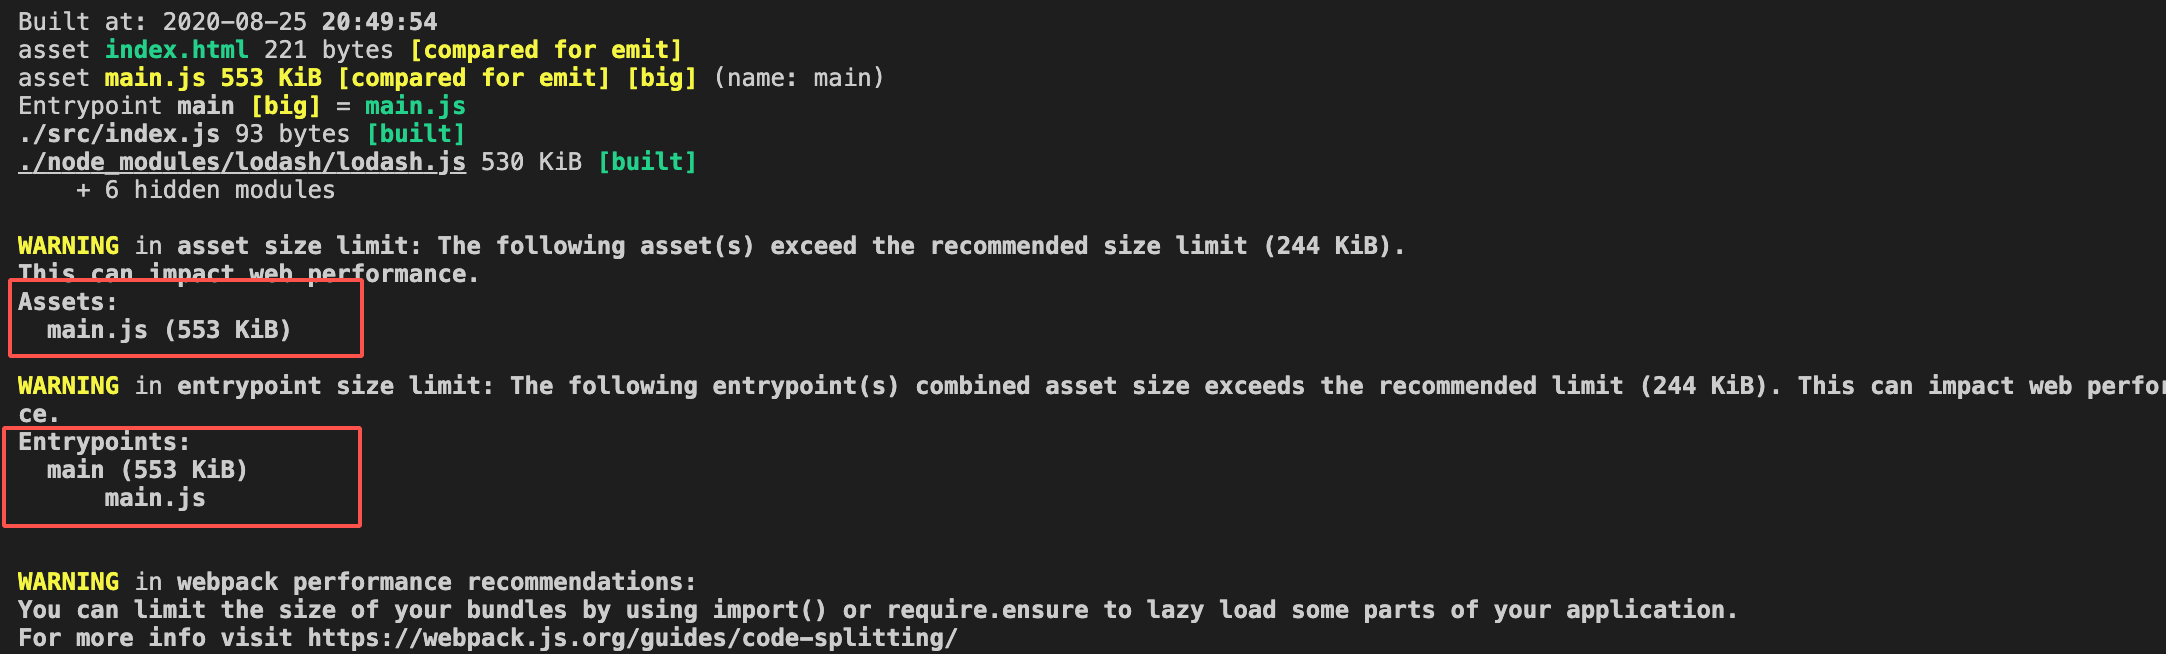 Built at: 2020-08-25 20:49:54
asset index.html 221 bytes [compared for emit]
asset main.js 553 KiB [compared for emit] [big] (name: main)
Entrypoint main [big] = main.js
./src/index.js 93 bytes [built]
./node_modules/lodash/lodash.js 530 KiB [built]
    + 6 hidden modules
WARNING in asset size limit: The following asset(s) exceed the recommended size limit (244 KiB).
This can impact web performance.
Assets:
  main.js (553 KiB)
WARNING in entrypoint size limit: The following entrypoint(s) combined asset size exceeds the recommended limit (244 KiB). This can impact web perfor
ce.
Entrypoints:
  main (553 KiB)
      main.js
WARNING in webpack performance recommendations:
You can limit the size of your bundles by using import() or require.ensure to lazy load some parts of your application.
For more info visit https://webpack.js.org/guides/code-splitting/